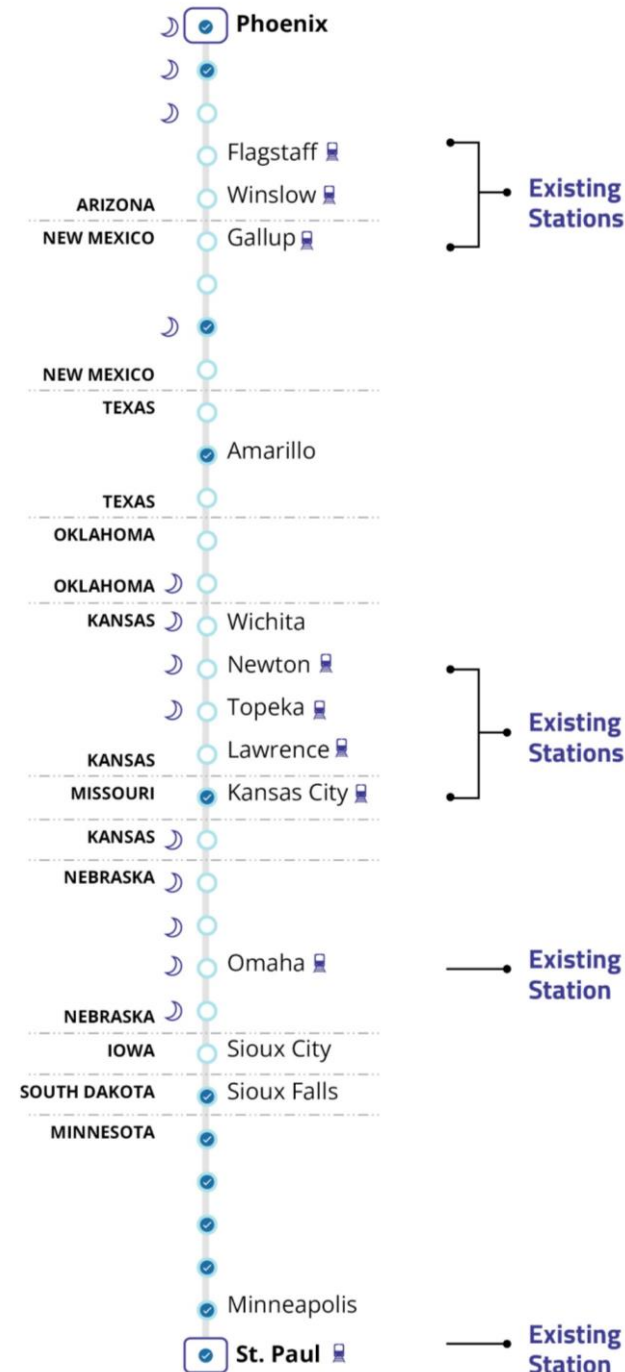 Phoenix
Flagstaff
Existing
Stations
Winslow
ARIZONA
NEW MEXICO
Gallup
NEW MEXICO
TEXAS
Amarillo
TEXAS
OKLAHOMA
OKLAHOMA
KANSAS
Wichita
Newton
Topeka
Existing
Stations
Lawrence
KANSAS
MISSOURI
Kansas City
KANSAS
NEBRASKA
Omaha
Existing
Station
NEBRASKA
IOWA
Sioux City
SOUTH DAKOTA
Sioux Falls
MINNESOTA
Minneapolis
St. Paul
Existing
Station